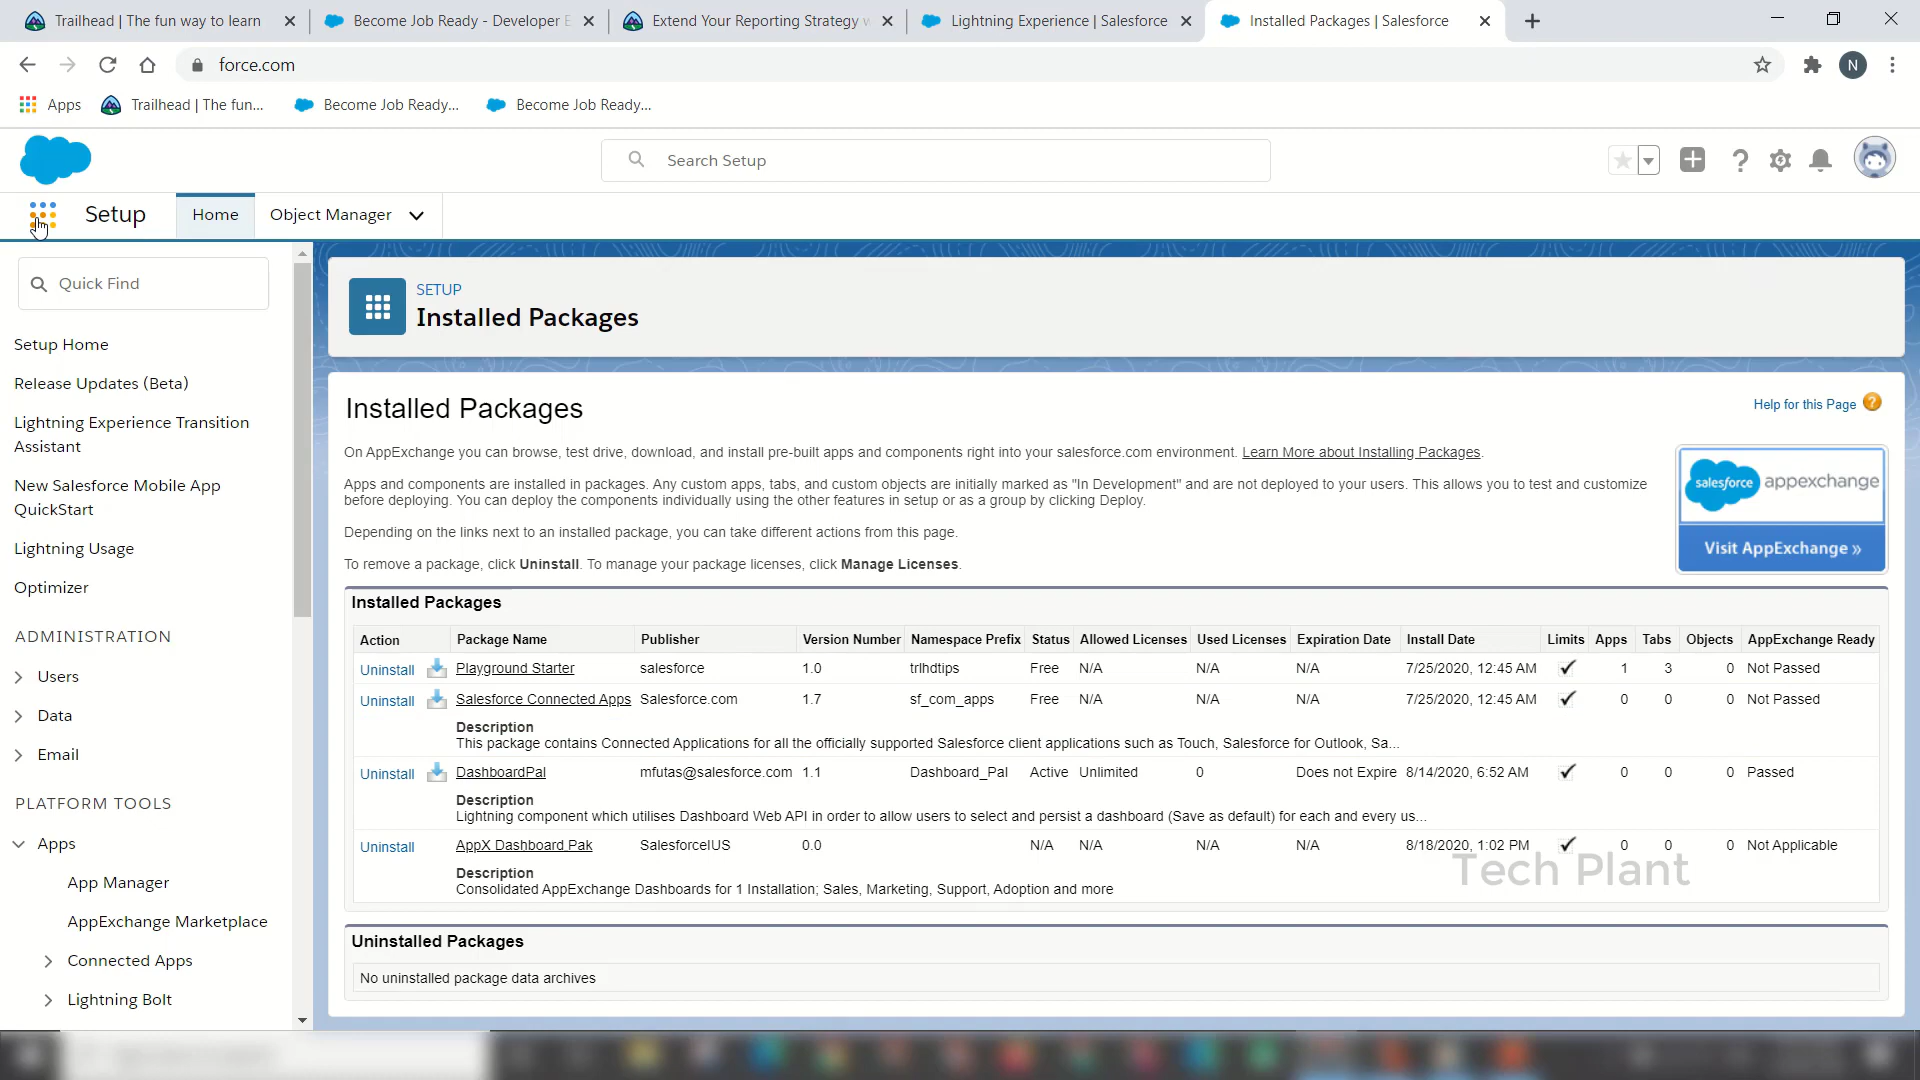 Trailhead | The fun way to learn
Become Job Ready - Developer E
Extend Your Reporting Strategy w
Lightning Experience | Salesforce
Installed Packages | Salesforce
force.com
N
Apps
Trailhead | The fun...
Become Job Ready...
Become Job Ready...
Search Setup
Setup
Home
Object Manager
Quick Find
Setup Home
Release Updates (Beta)
Lightning Experience Transition
Assistant
New Salesforce Mobile App
QuickStart
Lightning Usage
Optimizer
ADMINISTRATION
Users
Data
Email
PLATFORM TOOLS
Apps
App Manager
AppExchange Marketplace
Connected Apps
Lightning Bolt
SETUP
Installed Packages
Installed Packages
Help for this Page
On AppExchange you can browse, test drive, download, and install pre-built apps and components right into your salesforce.com environment. Learn More about Installing Packages.
Apps and components are installed in packages. Any custom apps, tabs, and custom objects are initially marked as "In Development" and are not deployed to your users. This allows you to test and customize
before deploying. You can deploy the components individually using the other features in setup or as a group by clicking Deploy.
Depending on the links next to an installed package, you can take different actions from this page.
To remove a package, click Uninstall. To manage your package licenses, click Manage Licenses.
salesforce appexchange
Visit AppExchange »
Installed Packages
Action Package Name Publisher Version Number Namespace Prefix Status Allowed Licenses Used Licenses Expiration Date Install Date Limits Apps Tabs Objects AppExchange Ready
Uninstall Playground Starter salesforce 1.0 trlhdtips Free N/A N/A N/A 7/25/2020, 12:45 AM 1 3 0 Not Passed
Uninstall Salesforce Connected Apps Salesforce.com 1.7 sf_com_apps Free N/A N/A N/A 7/25/2020, 12:45 AM 0 0 0 Not Passed
Description
This package contains Connected Applications for all the officially supported Salesforce client applications such as Touch, Salesforce for Outlook, Sa...
Uninstall DashboardPal mfutas@salesforce.com 1.1 Dashboard_Pal Active Unlimited 0 Does not Expire 8/14/2020, 6:52 AM 0 0 0 Passed
Description
Lightning component which utilises Dashboard Web API in order to allow users to select and persist a dashboard (Save as default) for each and every us...
Uninstall AppX Dashboard Pak SalesforceIUS 0.0 N/A N/A N/A N/A 8/18/2020, 1:02 PM 0 0 0 Not Applicable
Description
Consolidated AppExchange Dashboards for 1 Installation; Sales, Marketing, Support, Adoption and more
Tech Plant
Uninstalled Packages
No uninstalled package data archives